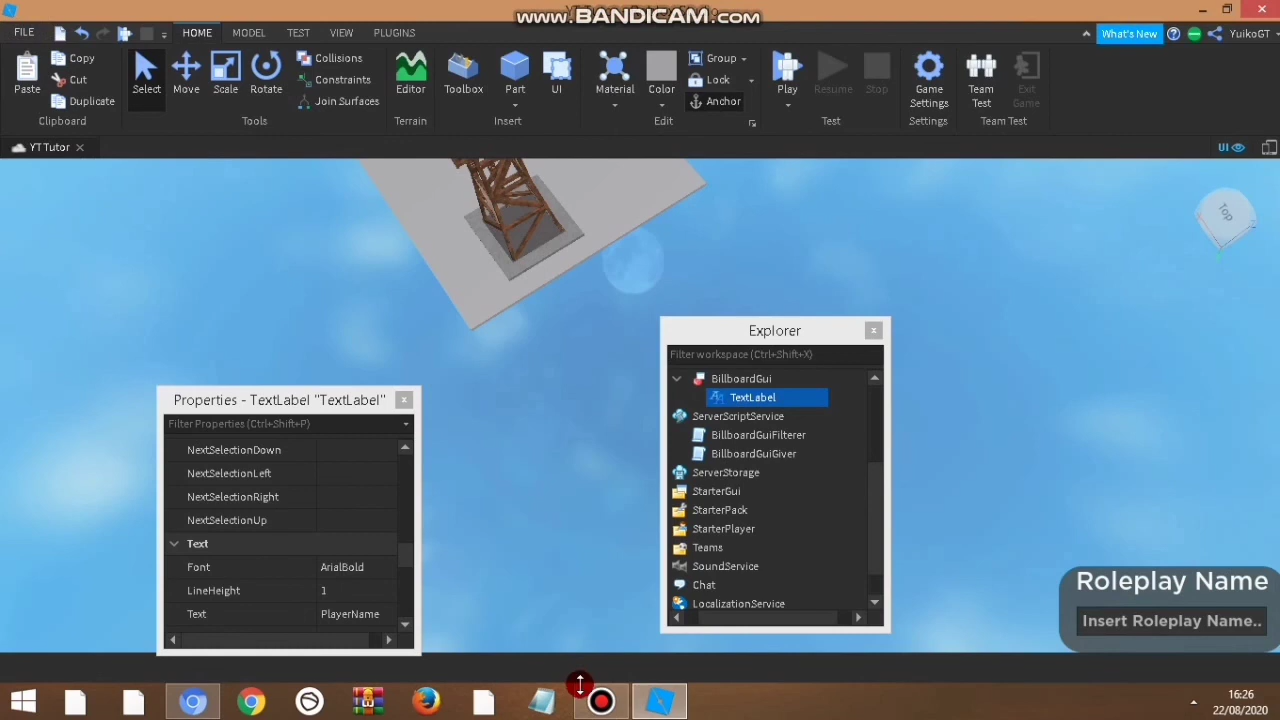 www.BANDICAM.com
FILE
HOME
MODEL
TEST
VIEW
PLUGINS
What's New
YuikoGT
Paste
Copy
Cut
Duplicate
Clipboard
Select
Move
Scale
Rotate
Collisions
Constraints
Join Surfaces
Tools
Editor
Terrain
Toolbox
Part
UI
Insert
Material
Color
Group
Lock
Anchor
Edit
Play
Resume
Stop
Test
Game
Settings
Settings
Team
Test
Exit
Game
Team Test
YT Tutor
UI
Top
Explorer
Filter workspace (Ctrl+Shift+X)
BillboardGui
TextLabel
ServerScriptService
BillboardGuiFilterer
BillboardGuiGiver
ServerStorage
StarterGui
StarterPack
StarterPlayer
Teams
SoundService
Chat
LocalizationService
Properties - TextLabel "TextLabel"
Filter Properties (Ctrl+Shift+P)
NextSelectionDown
NextSelectionLeft
NextSelectionRight
NextSelectionUp
Text
Font ArialBold
LineHeight 1
Text PlayerName
Roleplay Name
Insert Roleplay Name..
16:26
22/08/2020